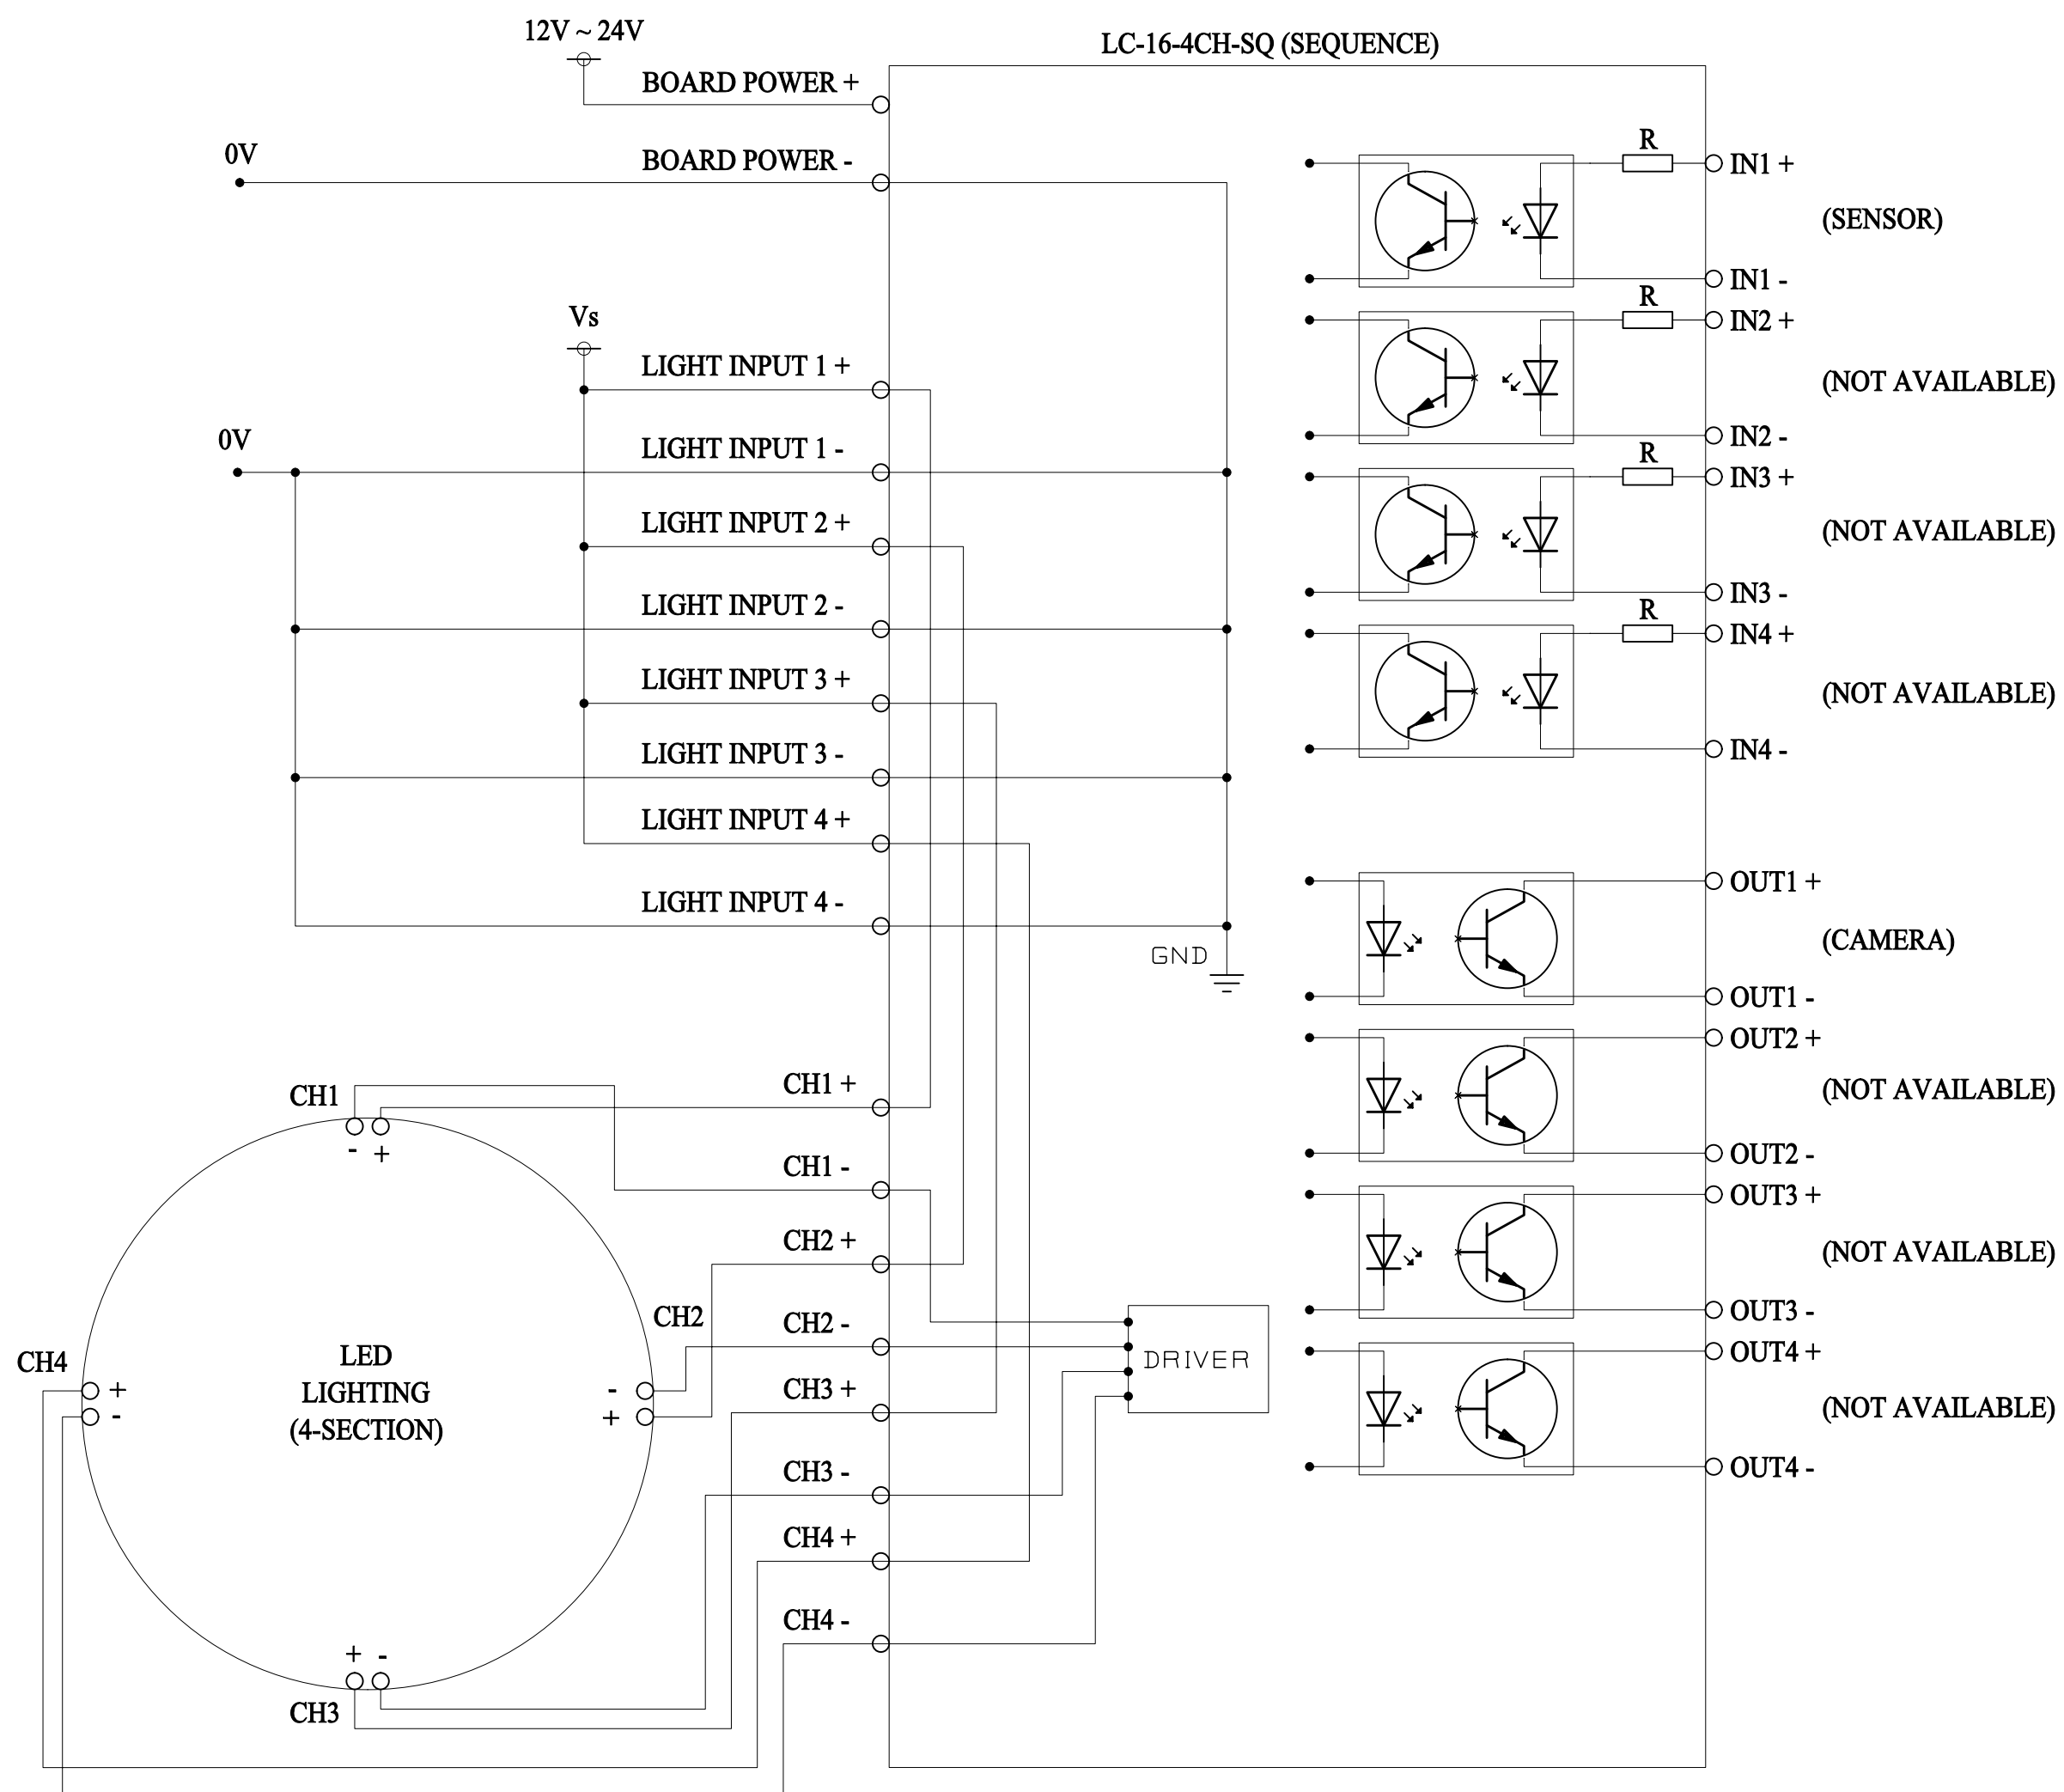 12V ~ 24V
LC-16-4CH-SQ (SEQUENCE)
BOARD POWER +
0V
BOARD POWER -
Vs
LIGHT INPUT 1 +
0V
LIGHT INPUT 1 -
LIGHT INPUT 2 +
LIGHT INPUT 2 -
LIGHT INPUT 3 +
LIGHT INPUT 3 -
LIGHT INPUT 4 +
LIGHT INPUT 4 -
GND
R
IN1 +
(SENSOR)
IN1 -
R
IN2 +
(NOT AVAILABLE)
IN2 -
R
IN3 +
(NOT AVAILABLE)
IN3 -
R
IN4 +
(NOT AVAILABLE)
IN4 -
OUT1 +
(CAMERA)
OUT1 -
OUT2 +
(NOT AVAILABLE)
OUT2 -
OUT3 +
(NOT AVAILABLE)
OUT3 -
OUT4 +
(NOT AVAILABLE)
OUT4 -
CH1 +
CH1 -
CH2 +
CH2 -
CH3 +
CH3 -
CH4 +
CH4 -
DRIVER
CH1
- +
CH2
-
+
CH4
+
-
LED
LIGHTING
(4-SECTION)
+ -
CH3